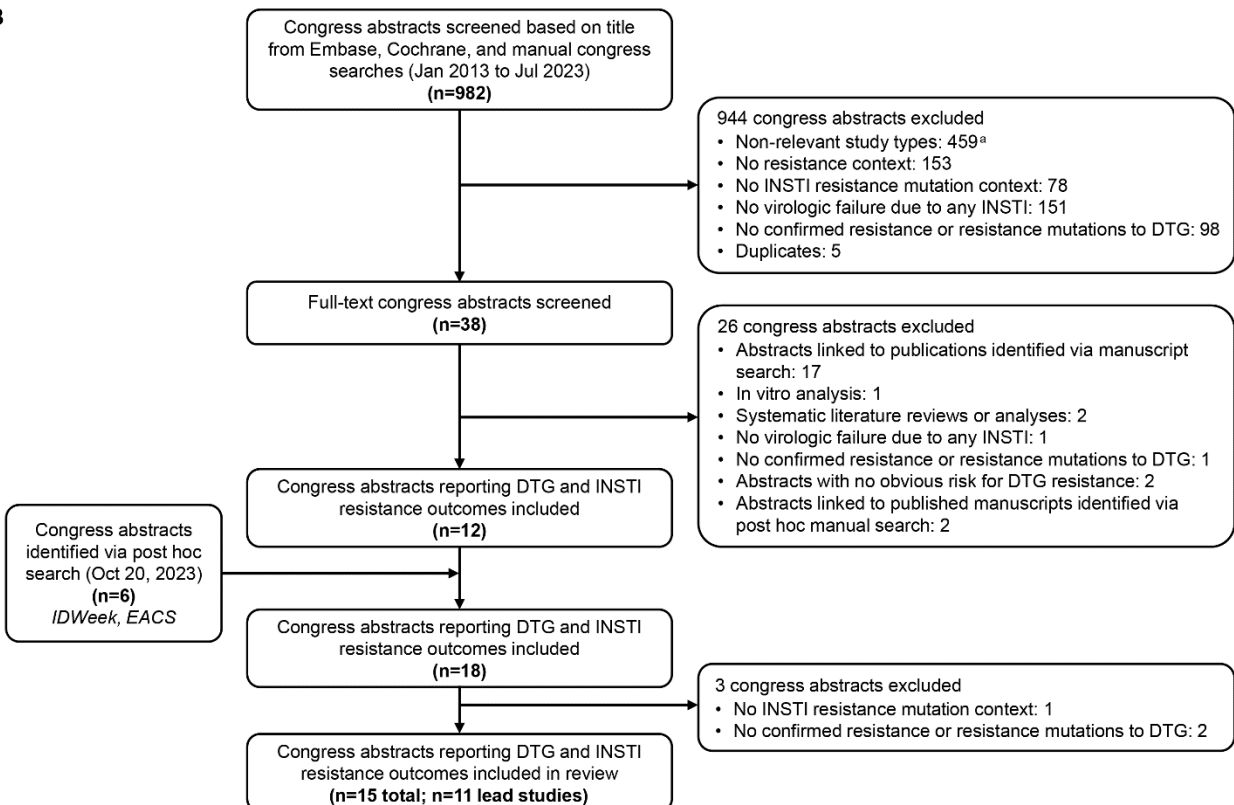 B
Congress abstracts screened based on title
from Embase, Cochrane, and manual congress
searches (Jan 2013 to Jul 2023)
(n=982)
944 congress abstracts excluded
• Non-relevant study types: 459ᵃ
• No resistance context: 153
• No INSTI resistance mutation context: 78
• No virologic failure due to any INSTI: 151
• No confirmed resistance or resistance mutations to DTG: 98
• Duplicates: 5
Full-text congress abstracts screened
(n=38)
26 congress abstracts excluded
• Abstracts linked to publications identified via manuscript
search: 17
• In vitro analysis: 1
• Systematic literature reviews or analyses: 2
• No virologic failure due to any INSTI: 1
• No confirmed resistance or resistance mutations to DTG: 1
• Abstracts with no obvious risk for DTG resistance: 2
• Abstracts linked to published manuscripts identified via
post hoc manual search: 2
Congress abstracts reporting DTG and INSTI
resistance outcomes included
(n=12)
Congress abstracts
identified via post hoc
search (Oct 20, 2023)
(n=6)
IDWeek, EACS
Congress abstracts reporting DTG and INSTI
resistance outcomes included
(n=18)
3 congress abstracts excluded
• No INSTI resistance mutation context: 1
• No confirmed resistance or resistance mutations to DTG: 2
Congress abstracts reporting DTG and INSTI
resistance outcomes included in review
(n=15 total; n=11 lead studies)